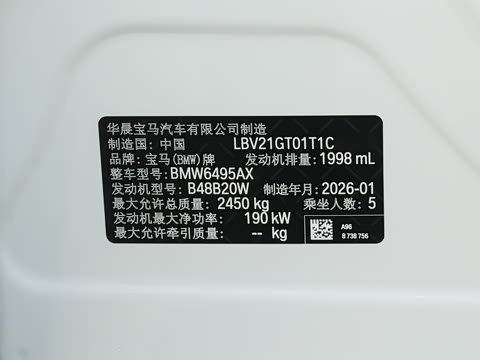 华晨宝马汽车有限公司制造
制造国：中国 LBV21GT01T1C
品牌：宝马(BMW)牌 发动机排量：1998 mL
整车型号：BMW6495AX
发动机型号：B48B20W 制造年月：2026-01
最大允许总质量：2450 kg 乘坐人数：5
发动机最大净功率：190 kW
最大允许牵引质量：-- kg
A96
8 738 756